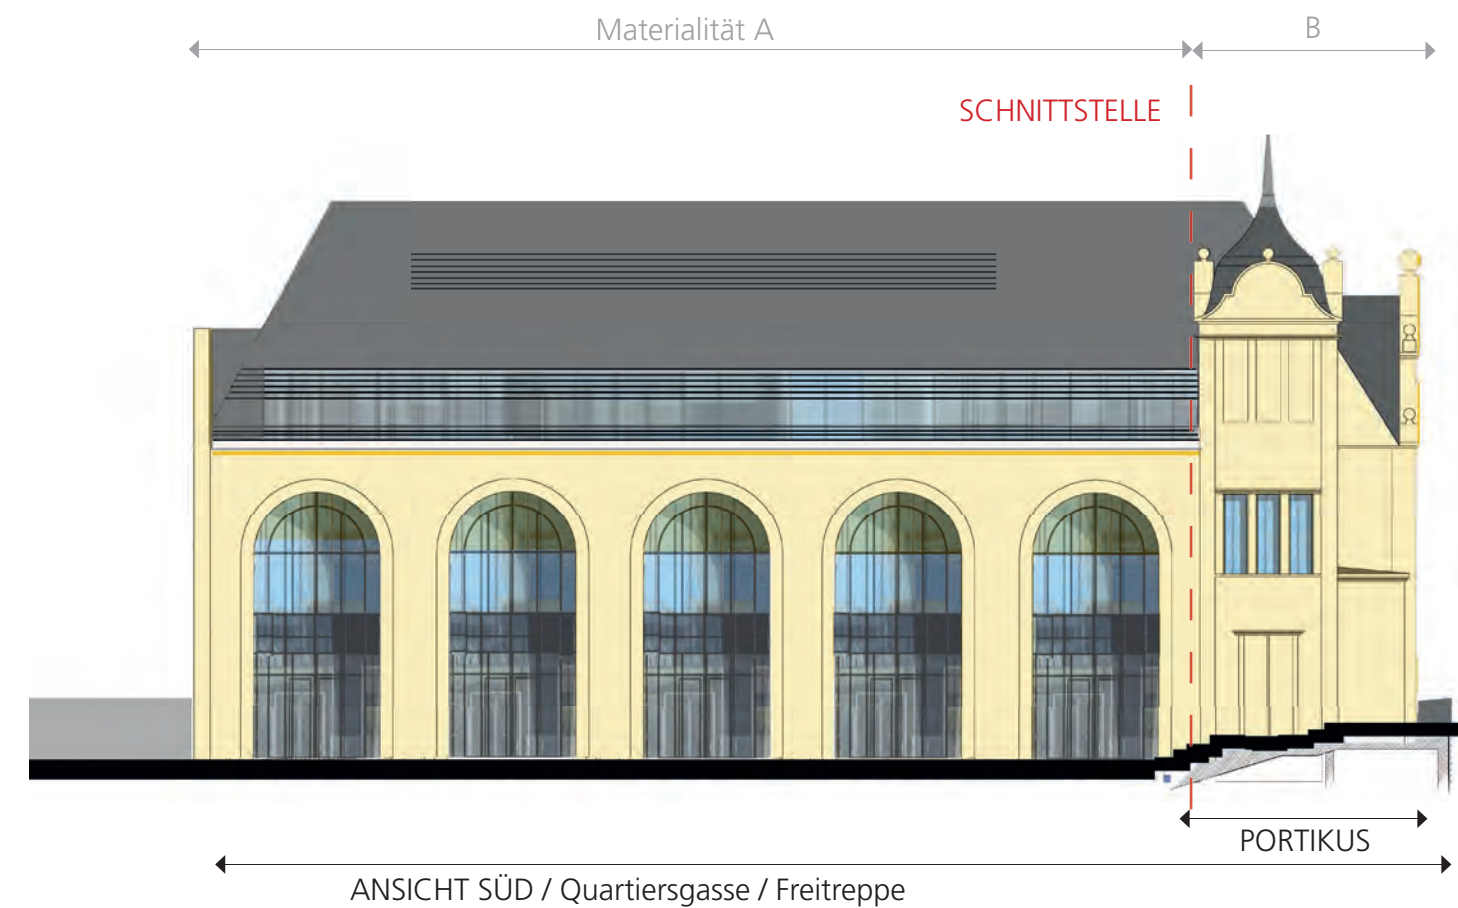 Materialität A
B
SCHNITTSTELLE
PORTIKUS
ANSICHT SÜD / Quartiersgasse / Freitreppe